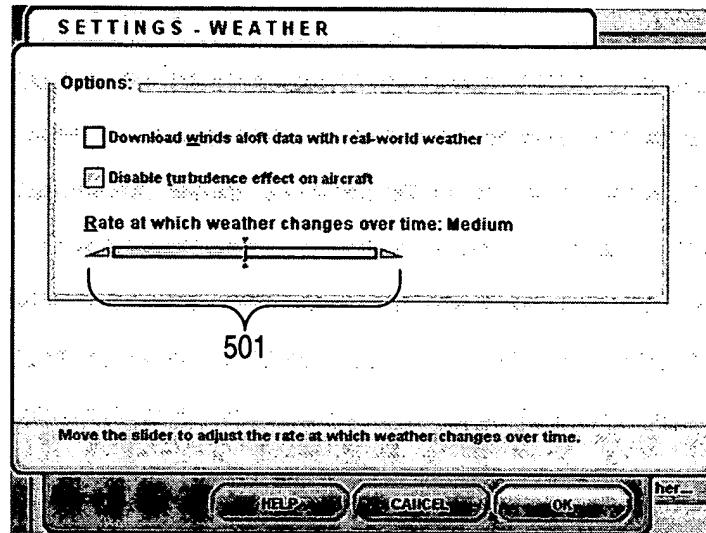 SETTINGS - WEATHER
Options:
Download winds aloft data with real-world weather
Disable turbulence effect on aircraft
Rate at which weather changes over time: Medium
501
Move the slider to adjust the rate at which weather changes over time.
her...
HELP CANCEL OK